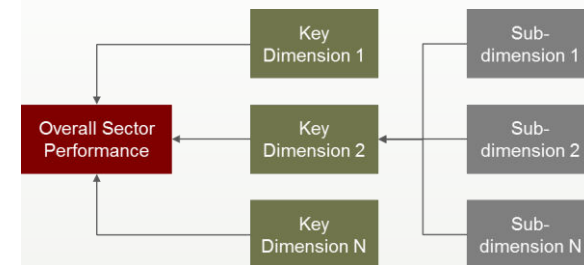 Key
Dimension 1
Sub-
dimension 1
Overall Sector
Performance
Key
Dimension 2
Sub-
dimension 2
Key
Dimension N
Sub-
dimension N